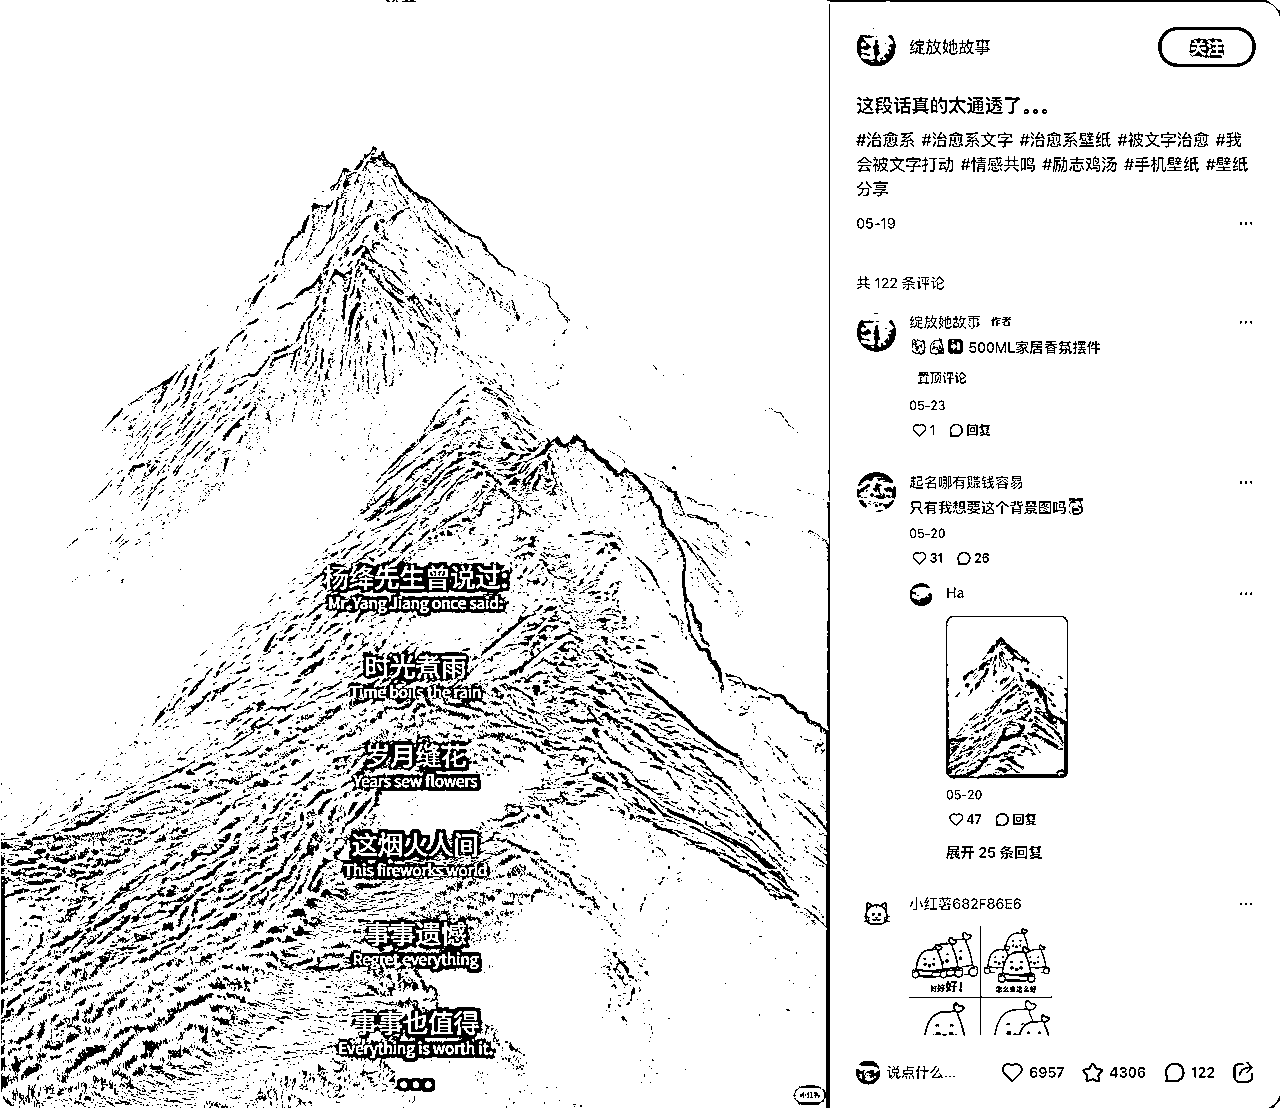 杨绛先生曾说过:
Mr. Yang Jiang once said:
时光煮雨
Time boils the rain
岁月缝花
Years sew flowers
这烟火人间
This fireworks world
事事遗憾
Regret everything
事事也值得
Everything is worth it.
绽放她故事
关注
这段话真的太通透了。。。
#治愈系 #治愈系文字 #治愈系壁纸 #被文字治愈 #我
会被文字打动 #情感共鸣 #励志鸡汤 #手机壁纸 #壁纸
分享
05-19
共 122 条评论
绽放她故事 作者
500ML家居香氛摆件
置顶评论
05-23
1 回复
起名哪有赚钱容易
只有我想要这个背景图吗
05-20
31 26
Ha
05-20
47 回复
展开 25 条回复
小红薯682F86E6
好好好!
怎么会这么好
说点什么...
6957 4306 122